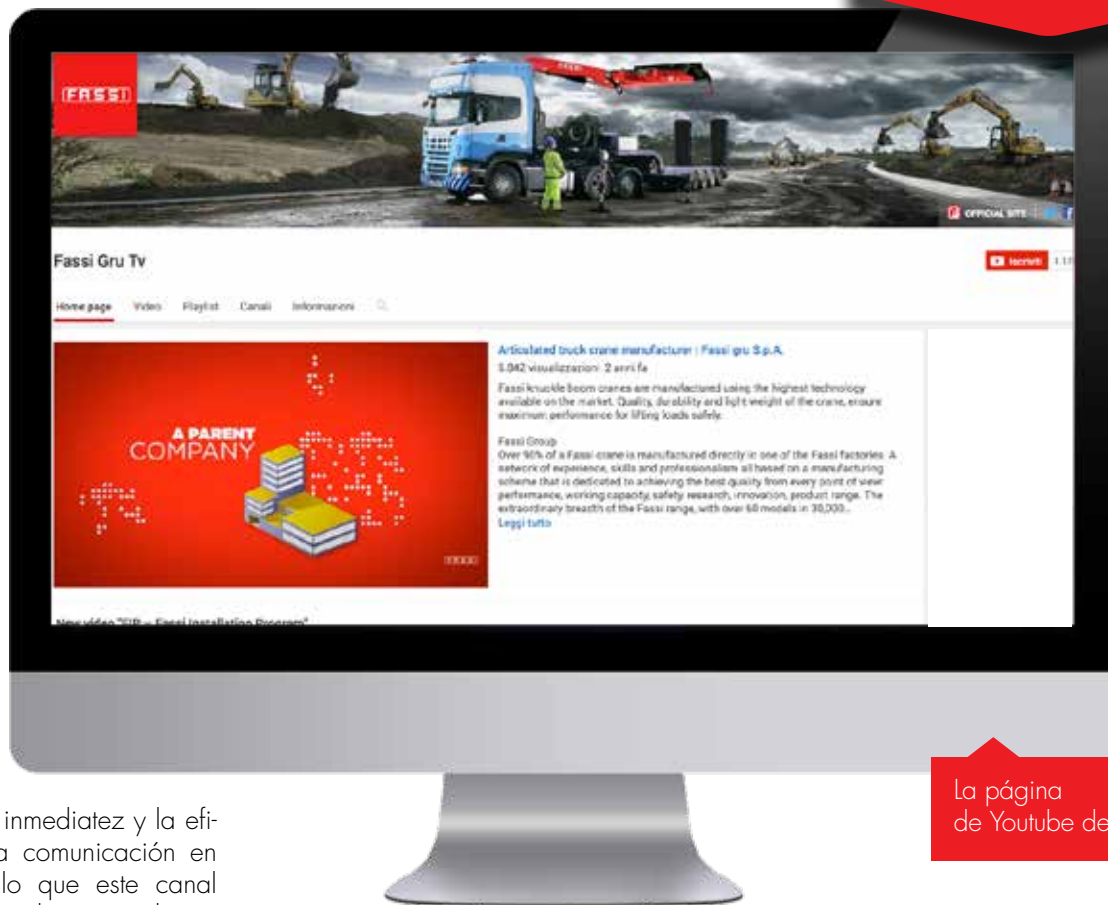 FASSI
OFFICIAL SITE
Fassi Gru Tv
Iscriviti
Home page Video Playlist Canali Informazioni
A PARENT
COMPANY
FASSI
Articulated truck crane manufacturer | Fassi gru S.p.A.
5.042 visualizzazioni 2 anni fa
Fassi knuckle boom cranes are manufactured using the highest technology
available on the market. Quality, durability and light weight of the crane, ensure
maximum performance for lifting loads safely.
Fassi Group
Over 90% of a Fassi crane is manufactured directly in one of the Fassi factories. A
network of experience, skills and professionalism all based on a manufacturing
scheme that is dedicated to achieving the best quality from every point of view:
performance, working capacity, safety, research, innovation, product range. The
extraordinary breadth of the Fassi range, with over 60 models in 30,000...
Leggi tutto
New video "FIP – Fassi Installation Program"
La página
de Youtube de
inmediatez y la efi-
a comunicación en
lo que este canal